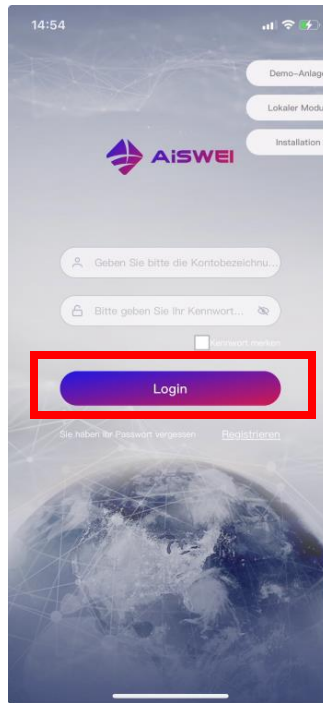 14:54
Demo-Anlage
Lokaler Modu
Installation
AiSWEI
Geben Sie bitte die Kontobezeichnu...
Bitte geben Sie Ihr Kennwort...
Kennwort merken
Login
Sie haben Ihr Passwort vergessen Registrieren